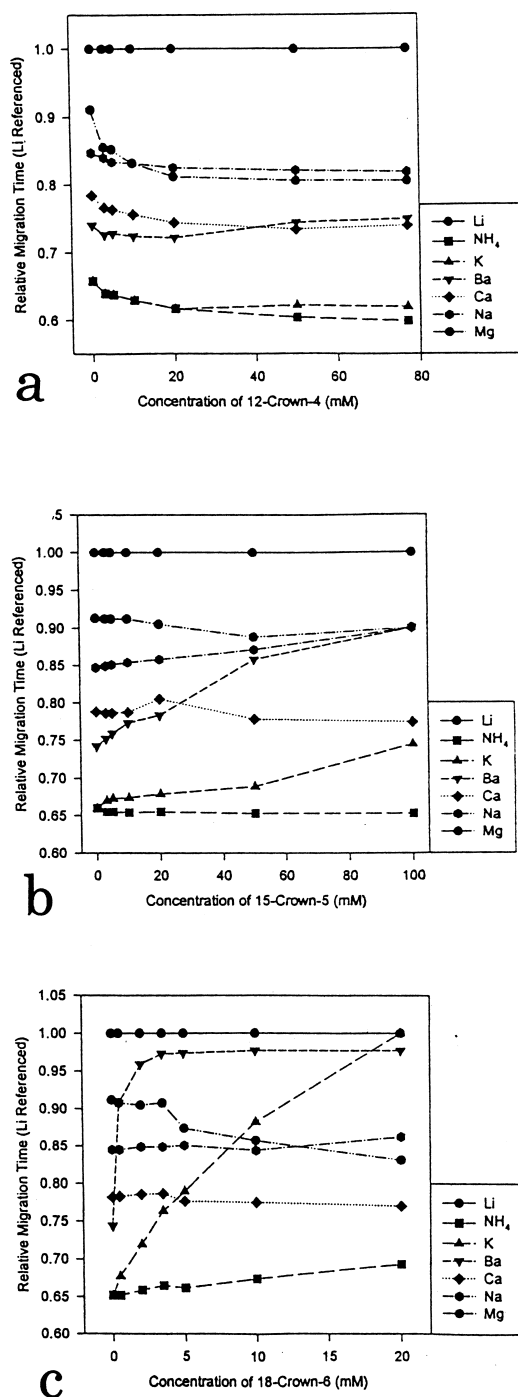 a
Relative Migration Time (Li Referenced)
1.0
0.9
0.8
0.7
0.6
0
20
40
60
80
Concentration of 12-Crown-4 (mM)
Li
NH4
K
Ba
Ca
Na
Mg
b
Relative Migration Time (Li Referenced)
.5
1.00
0.95
0.90
0.85
0.80
0.75
0.70
0.65
0.60
0
20
40
60
80
100
Concentration of 15-Crown-5 (mM)
Li
NH4
K
Ba
Ca
Na
Mg
c
Relative Migration Time (Li Referenced)
1.05
1.00
0.95
0.90
0.85
0.80
0.75
0.70
0.65
0.60
0
5
10
15
20
Concentration of 18-Crown-6 (mM)
Li
NH4
K
Ba
Ca
Na
Mg